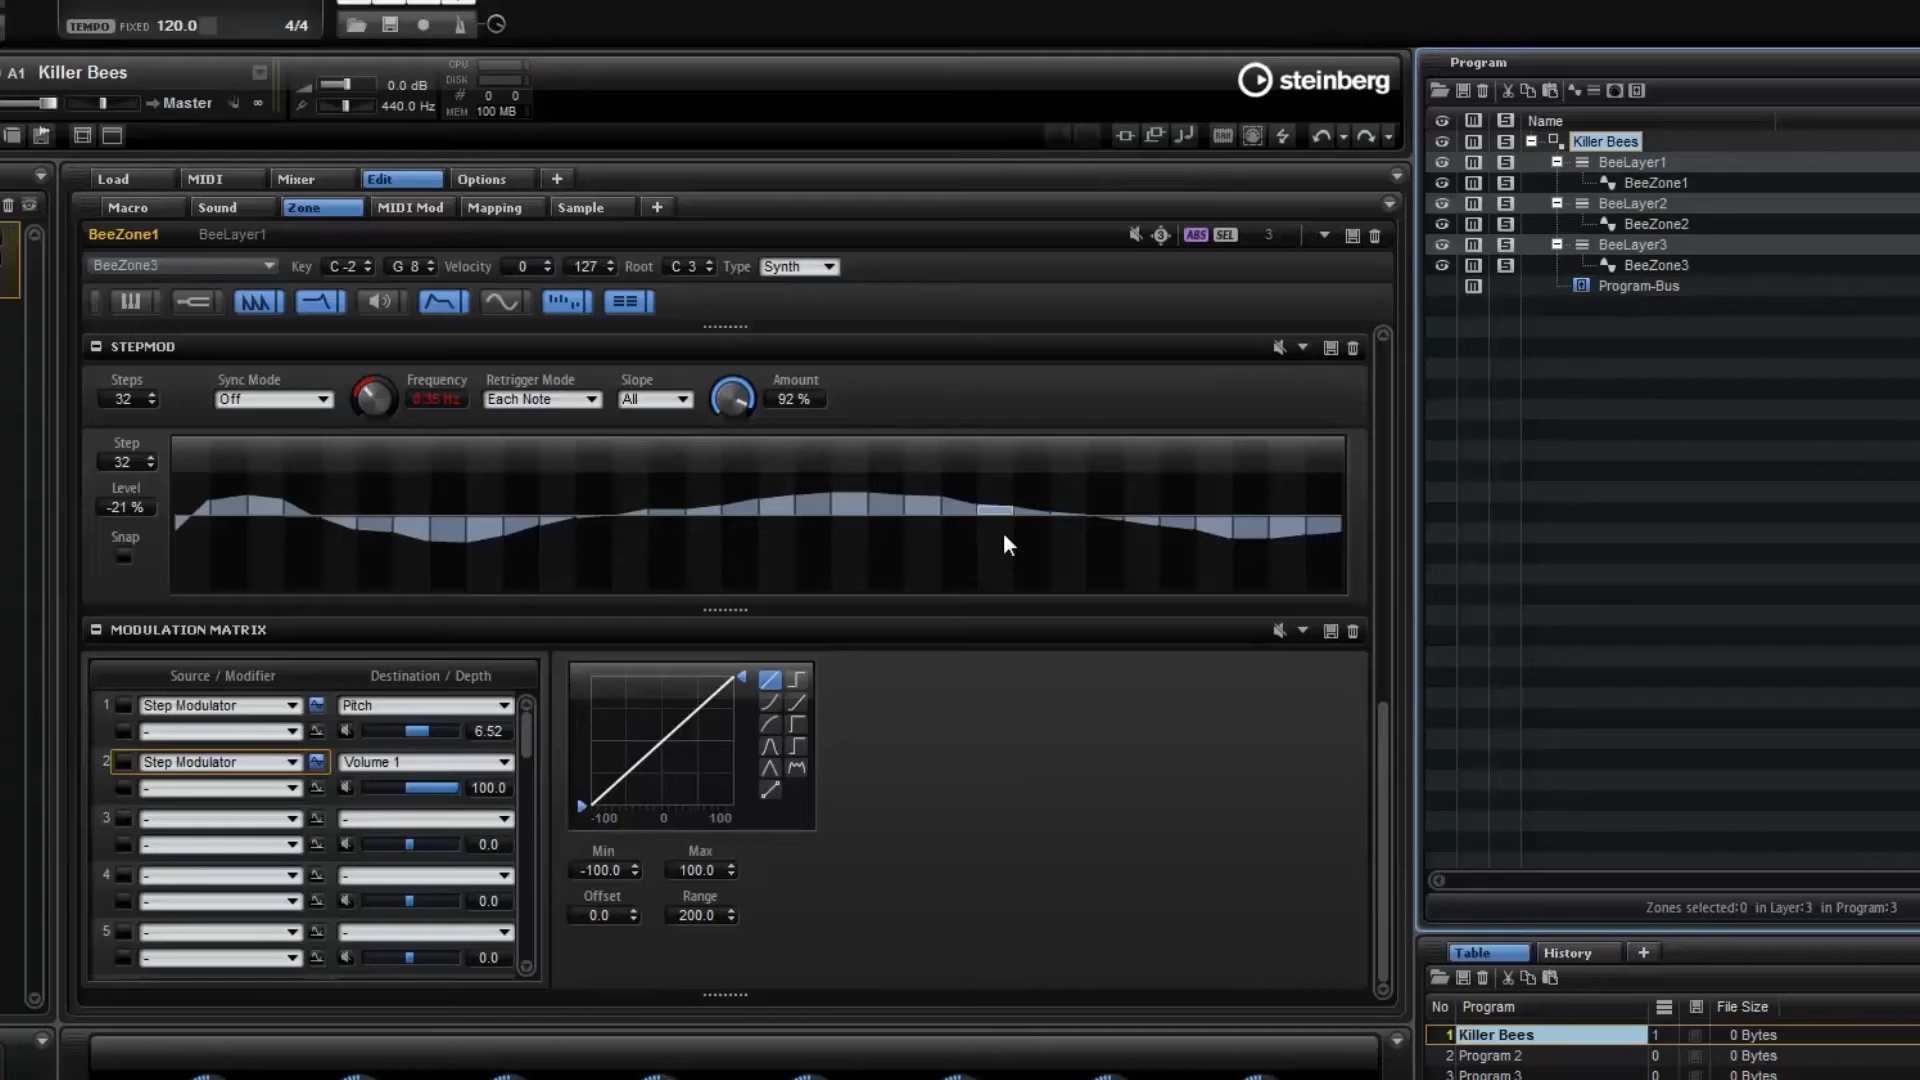 TEMPO FIXED 120.0 4/4
A1 Killer Bees
Master
0.0 dB
440.0 Hz
CPU
DISK
# 0 0
MEM 100 MB
steinberg
Load MIDI Mixer Edit Options +
Macro Sound Zone MIDI Mod Mapping Sample +
BeeZone1 BeeLayer1 ABS SEL 3
BeeZone3 Key C -2 G 8 Velocity 0 127 Root C 3 Type Synth
STEPMOD
Steps Sync Mode Frequency Retrigger Mode Slope Amount
32 Off 0.35 Hz Each Note All 92 %
Step
32
Level
-21 %
Snap
MODULATION MATRIX
Source / Modifier Destination / Depth
1 Step Modulator Pitch
- 6.52
2 Step Modulator Volume 1
- 100.0
3 - -
- 0.0
4 - -
- 0.0
5 - -
- 0.0
-100 0 100
Min Max
-100.0 100.0
Offset Range
0.0 200.0
Program
M S Name
M S Killer Bees
M S BeeLayer1
M S BeeZone1
M S BeeLayer2
M S BeeZone2
M S BeeLayer3
M S BeeZone3
M Program-Bus
Zones selected:0 in Layer:3 in Program:3
Table History +
No Program File Size
1 Killer Bees 1 0 Bytes
2 Program 2 0 0 Bytes
3 Program 3 0 0 Bytes